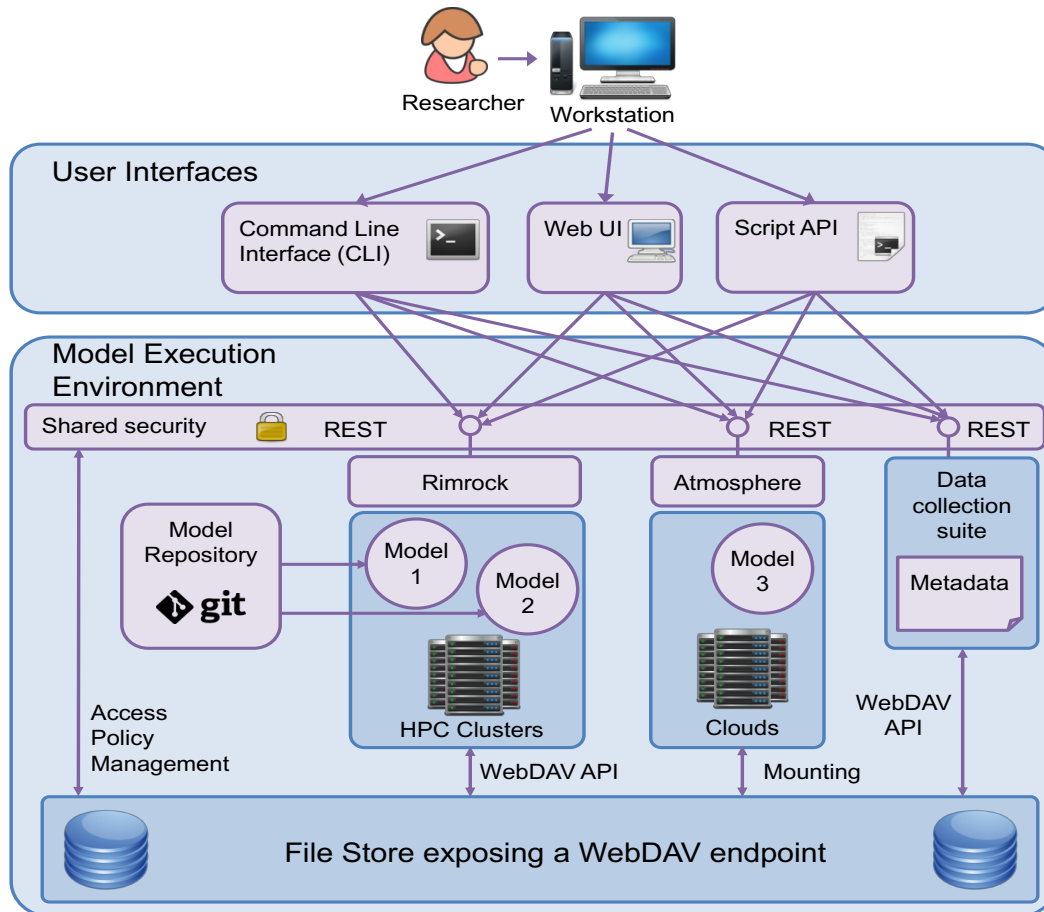 Researcher
Workstation
User Interfaces
Command Line
Interface (CLI)
>_
Web UI
Script API
>_
Model Execution
Environment
Shared security
REST
REST
REST
Rimrock
Atmosphere
Data
collection
suite
Metadata
Model
Repository
git
Model
1
Model
2
Model
3
HPC Clusters
Clouds
Access
Policy
Management
WebDAV API
Mounting
WebDAV
API
File Store exposing a WebDAV endpoint